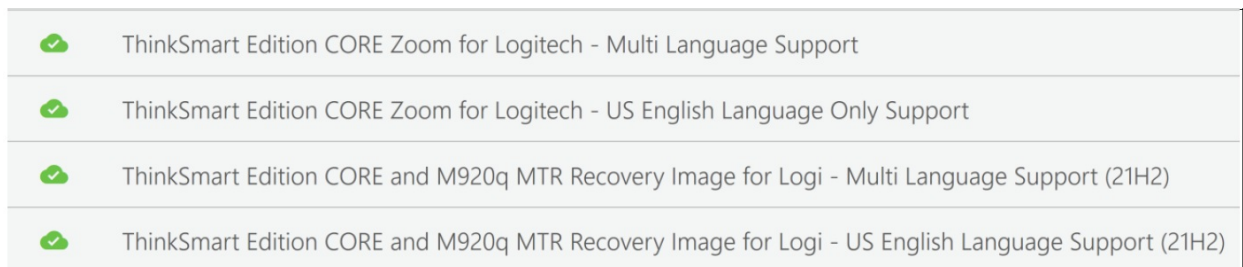 ThinkSmart Edition CORE Zoom for Logitech - Multi Language Support
ThinkSmart Edition CORE Zoom for Logitech - US English Language Only Support
ThinkSmart Edition CORE and M920q MTR Recovery Image for Logi - Multi Language Support (21H2)
ThinkSmart Edition CORE and M920q MTR Recovery Image for Logi - US English Language Support (21H2)